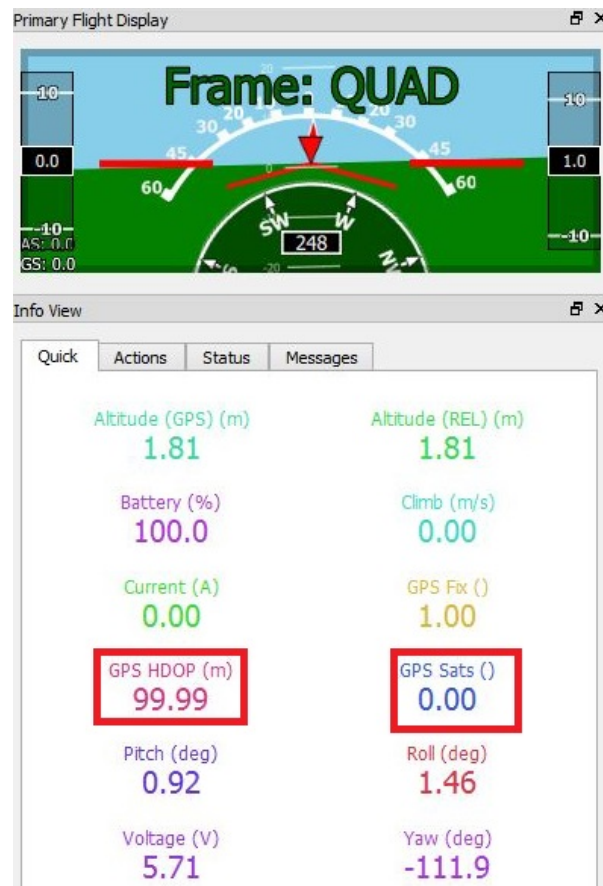 Primary Flight Display
Frame: QUAD
20
10
10
30
20
20
30
45
45
0.0
0
1.0
60
60
-10
SW
W
-10
AS: 0.0
248
NW
GS: 0.0
-20
Info View
Quick Actions Status Messages
Altitude (GPS) (m) Altitude (REL) (m)
1.81 1.81
Battery (%) Climb (m/s)
100.0 0.00
Current (A) GPS Fix ()
0.00 1.00
GPS HDOP (m) GPS Sats ()
99.99 0.00
Pitch (deg) Roll (deg)
0.92 1.46
Voltage (V) Yaw (deg)
5.71 -111.9